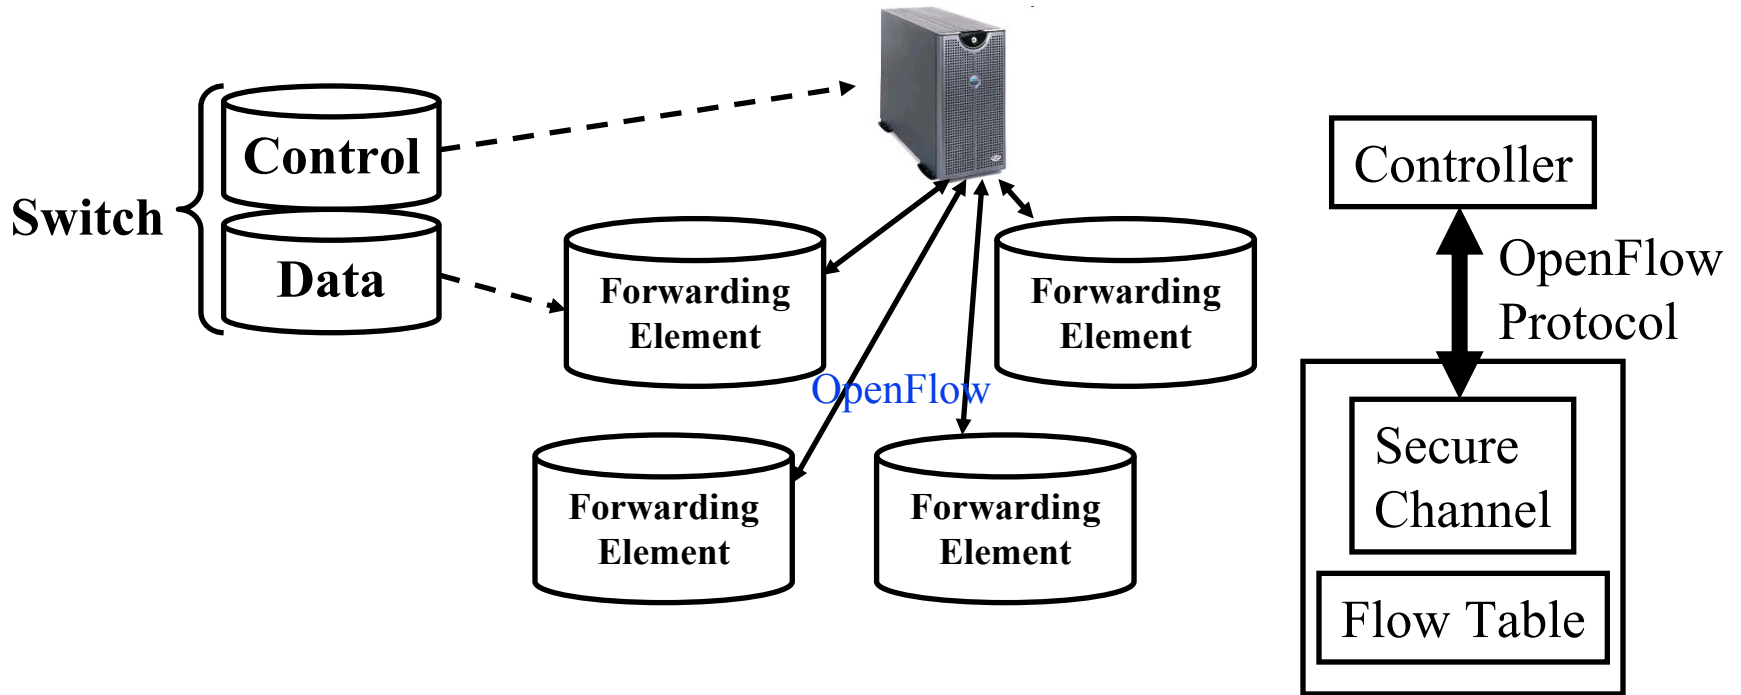 Control
Switch
Data
Forwarding
Element
Forwarding
Element
OpenFlow
Forwarding
Element
Forwarding
Element
Controller
OpenFlow
Protocol
Secure
Channel
Flow Table